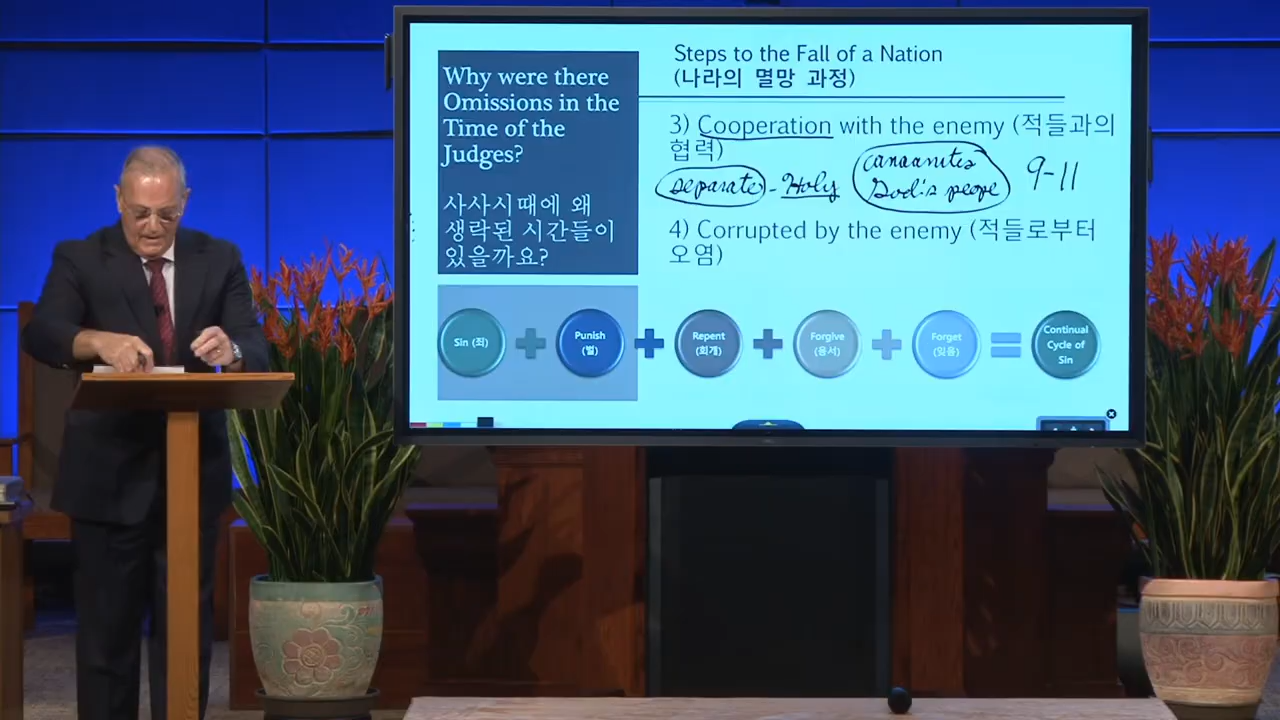 Why were there
Omissions in the
Time of the
Judges?
사사시때에 왜
생락된 시간들이
있을까요?
Steps to the Fall of a Nation
(나라의 멸망 과정)
3) Cooperation with the enemy (적들과의
협력)
separate - Holy
Canaanites
God's people
9-11
4) Corrupted by the enemy (적들로부터
오염)
Sin (죄)
Punish
(벌)
Repent
(회개)
Forgive
(용서)
Forget
(잊음)
Continual
Cycle of
Sin